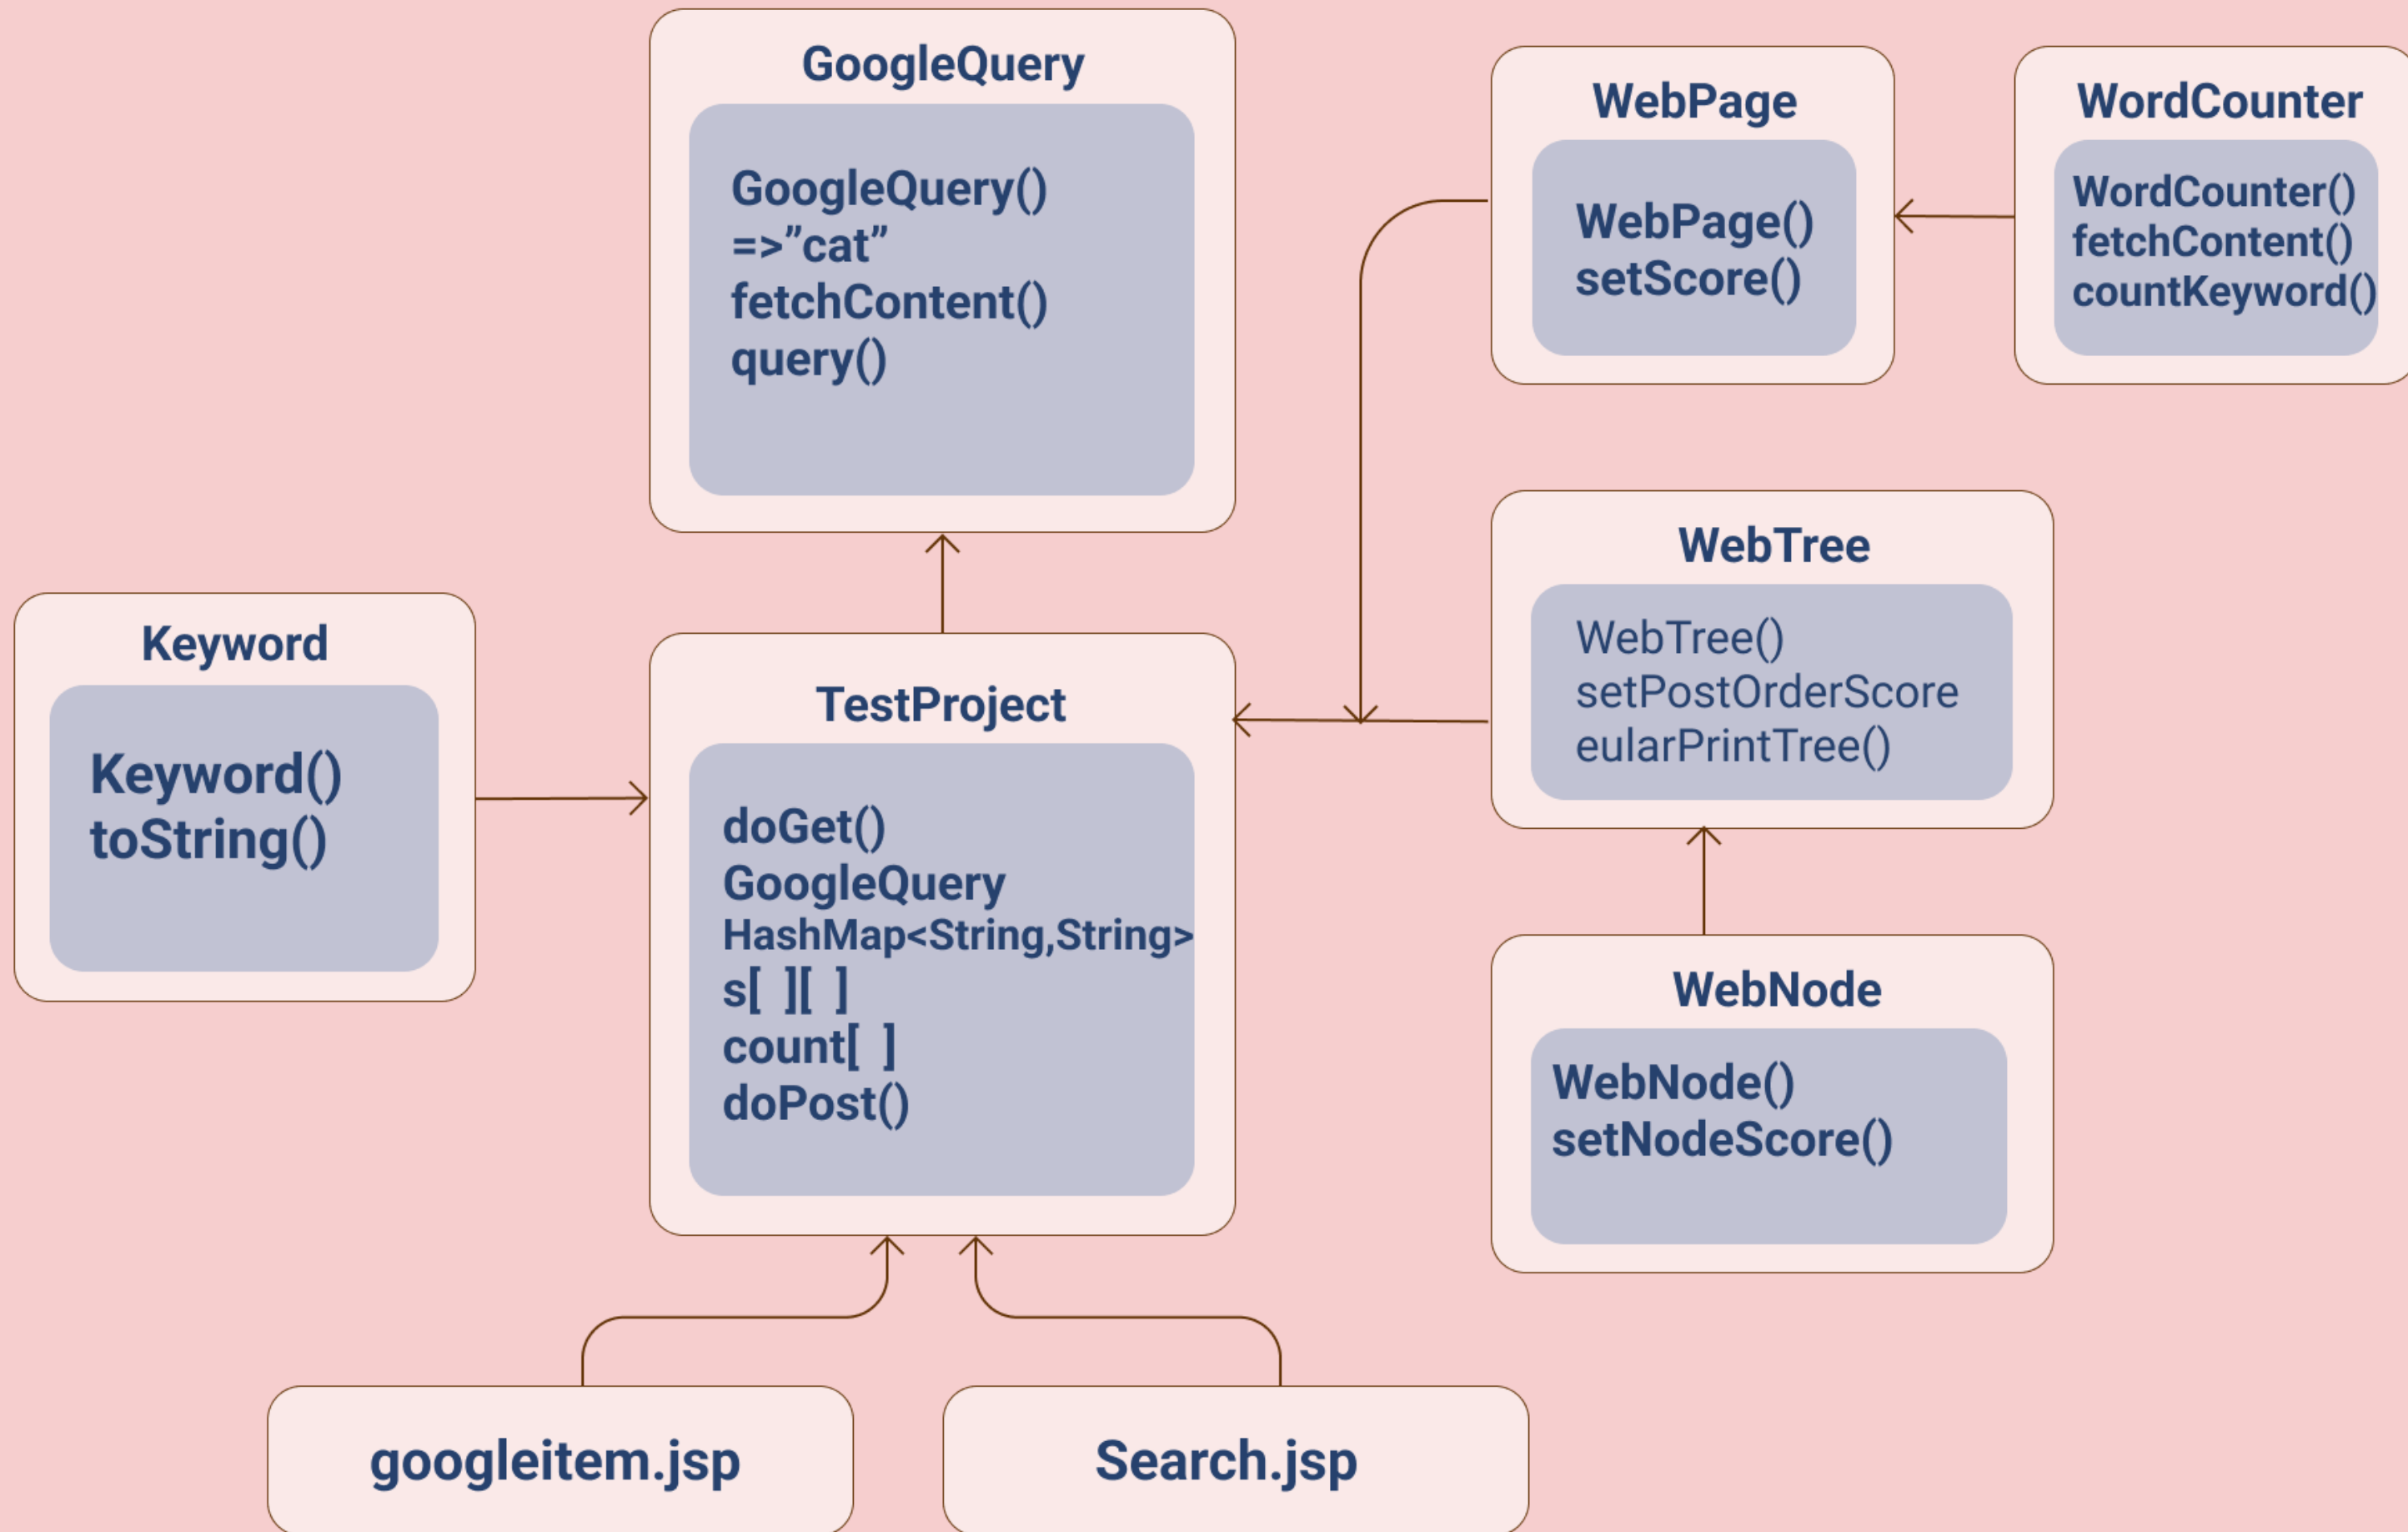 GoogleQuery
GoogleQuery()
=>”cat”
fetchContent()
query()
WebPage
WebPage()
setScore()
WordCounter
WordCounter()
fetchContent()
countKeyword()
Keyword
Keyword()
toString()
TestProject
doGet()
GoogleQuery
HashMap<String,String>
s[ ][ ]
count[ ]
doPost()
WebTree
WebTree()
setPostOrderScore
eularPrintTree()
WebNode
WebNode()
setNodeScore()
googleitem.jsp
Search.jsp